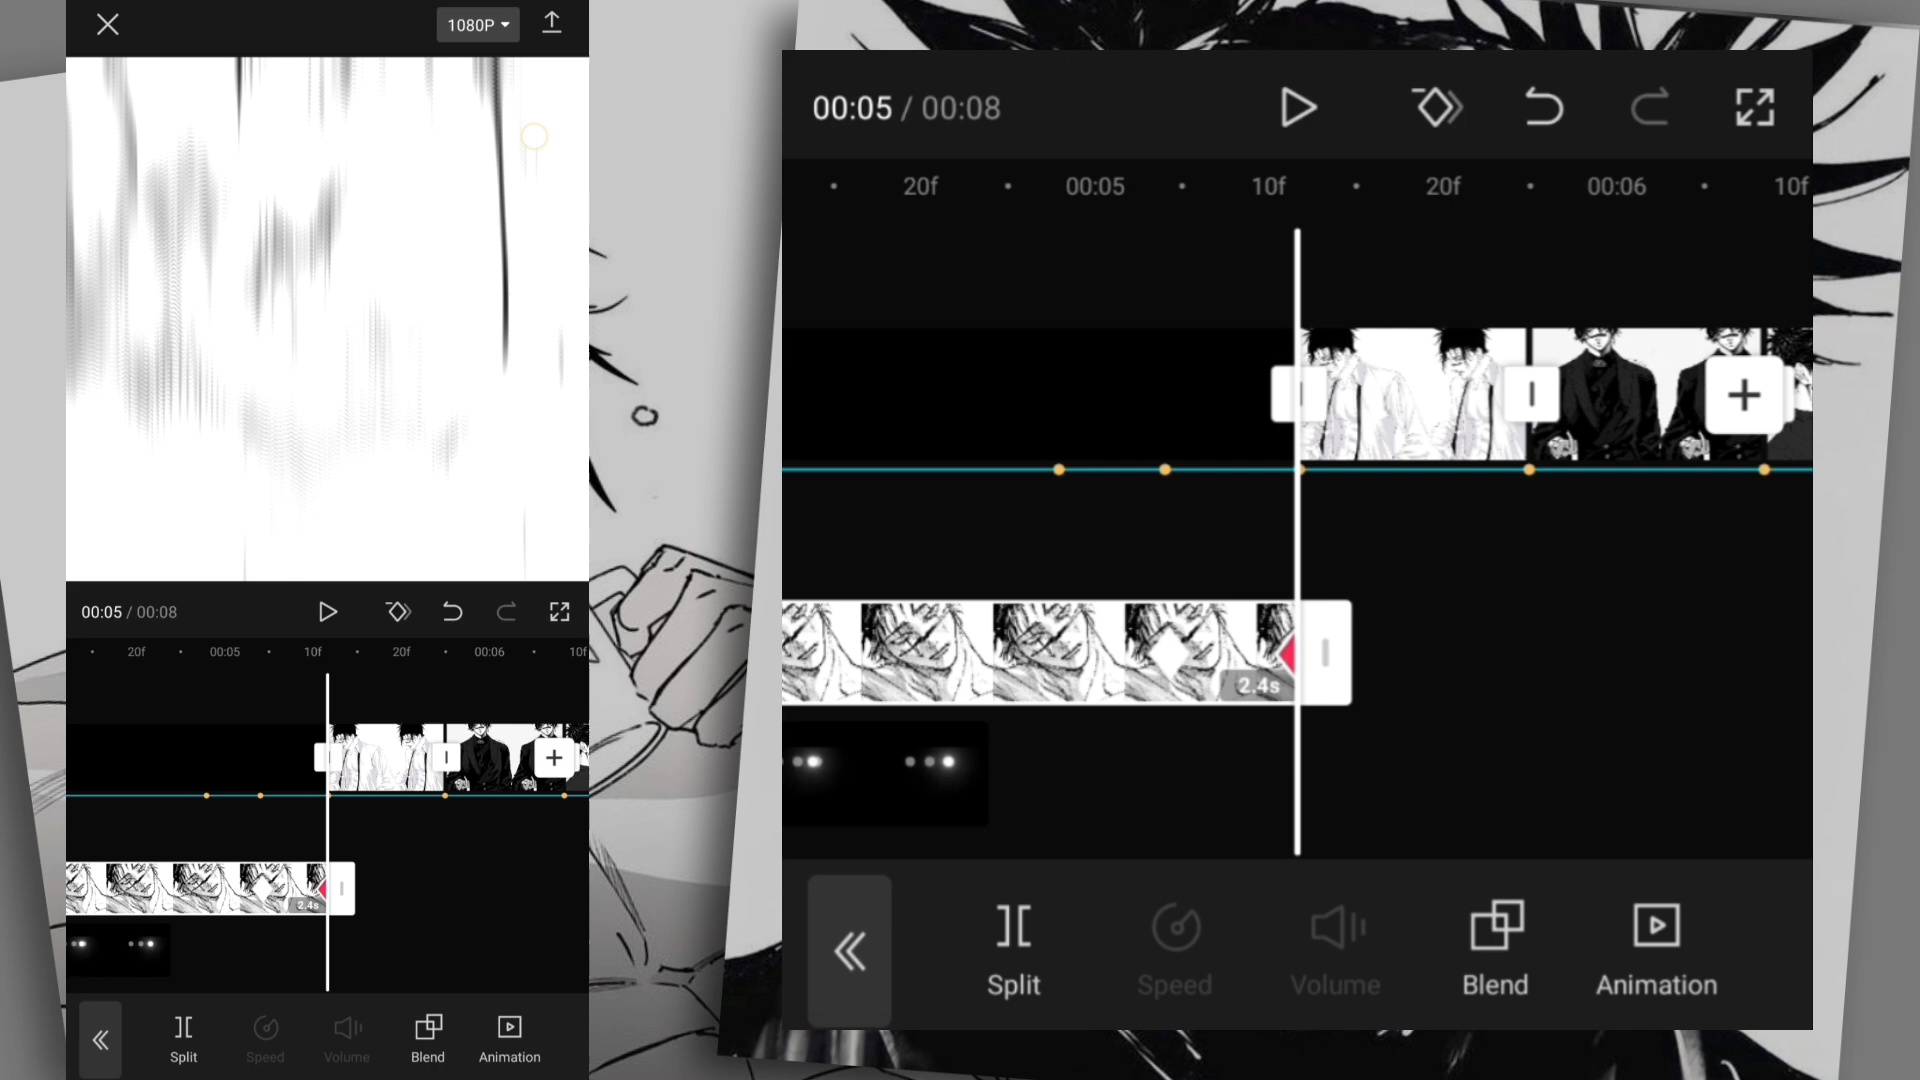 1080P
00:05 / 00:08
20f 00:05 10f 20f 00:06 10f
2.4s
Split Speed Volume Blend Animation
00:05 / 00:08
20f 00:05 10f 20f 00:06 10f
2.4s
Split Speed Volume Blend Animation